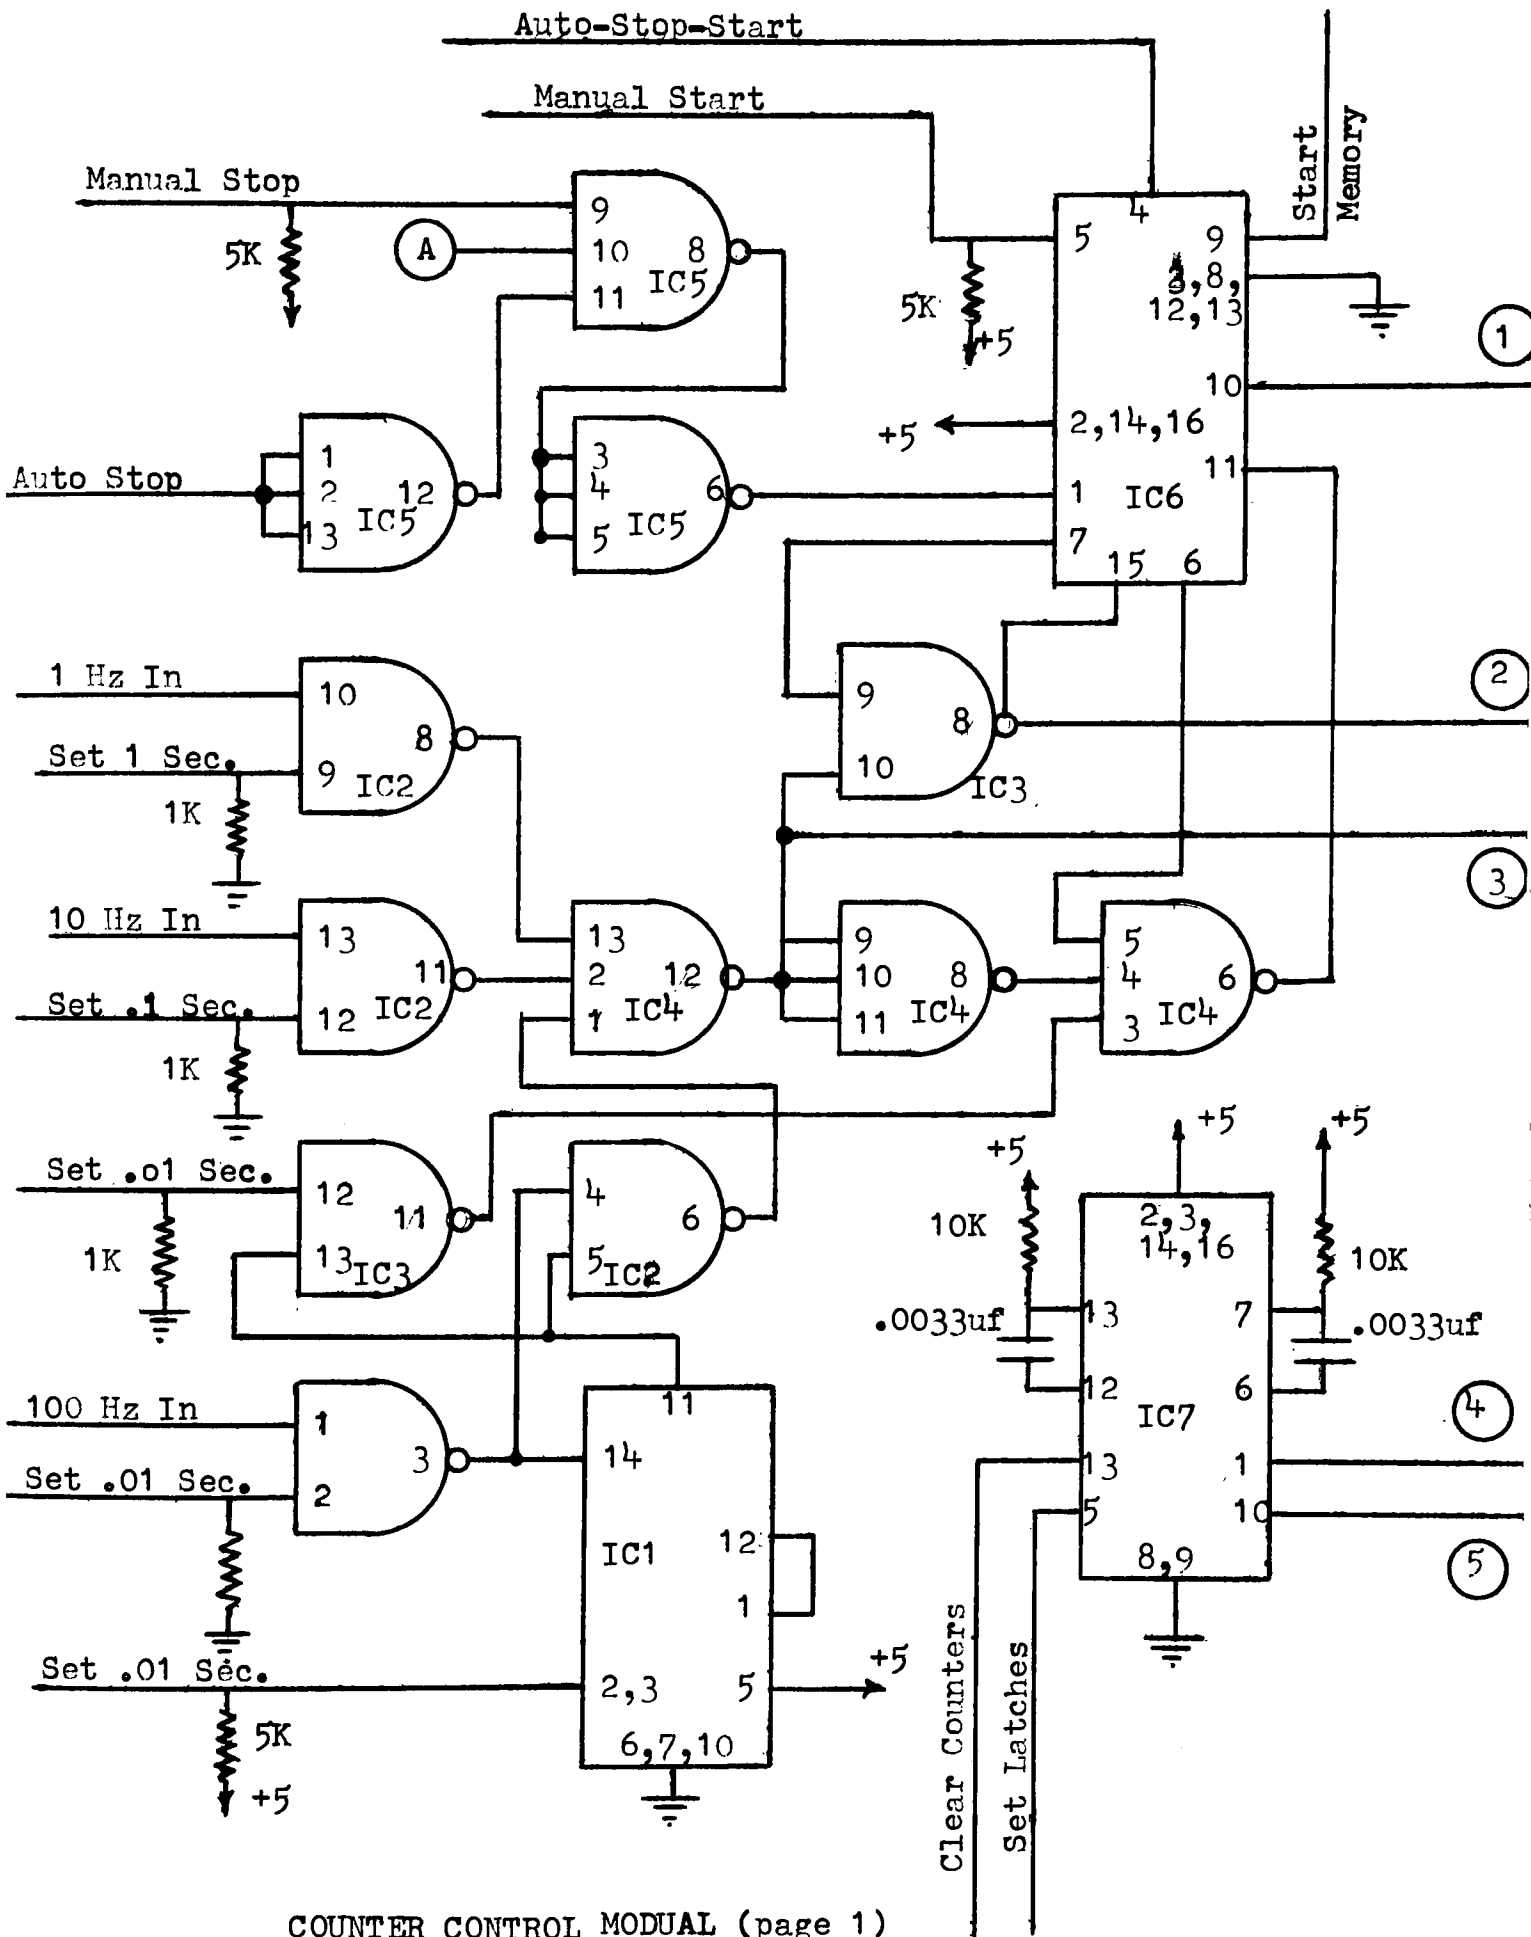 Auto-Stop-Start
Manual Start
Start
Memory
Manual Stop
5K
A
9
10
11
8
IC5
5K
+5
4
5
9
3,8,
12,13
10
+5
2,14,16
11
1
IC6
7
15
6
1
Auto Stop
1
2
13
12
IC5
3
4
5
6
IC5
1 Hz In
10
8
Set 1 Sec.
9
IC2
1K
9
8
10
IC3
2
3
10 Hz In
13
11
Set .1 Sec.
12
IC2
1K
13
2
1
12
IC4
9
10
11
8
IC4
5
4
3
6
IC4
Set .01 Sec.
12
11
13
IC3
1K
4
6
5
IC2
+5
+5
+5
10K
2,3,
14,16
10K
13
7
.0033uf
.0033uf
12
6
IC7
4
13
1
5
10
8,9
5
100 Hz In
1
3
Set .01 Sec.
2
11
14
12
IC1
1
Set .01 Sec.
2,3
5
+5
5K
+5
6,7,10
Clear Counters
Set Latches
COUNTER CONTROL MODUAL (page 1)